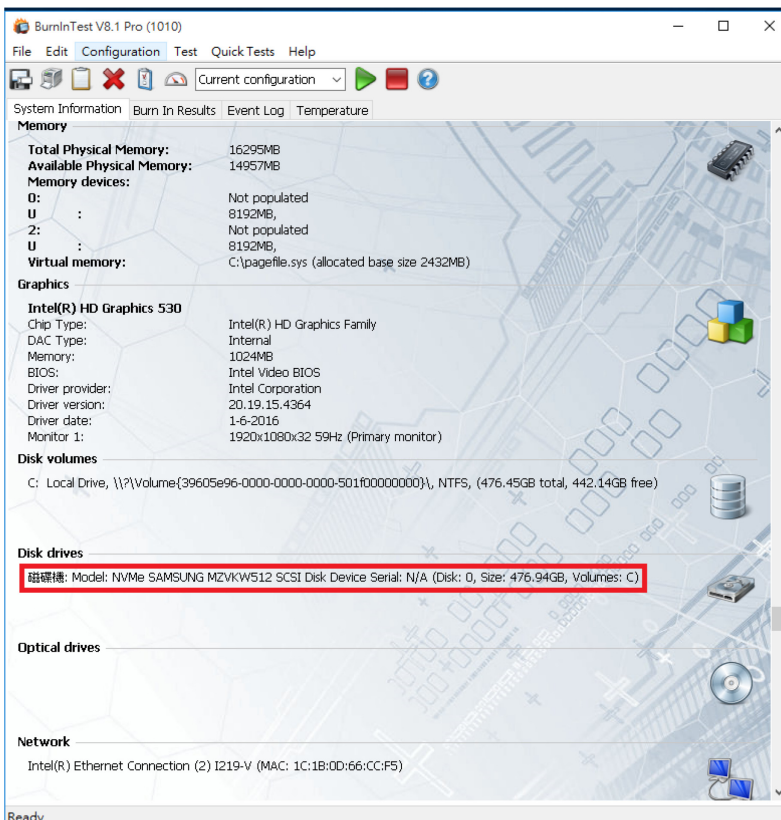 BurnInTest V8.1 Pro (1010)
File Edit Configuration Test Quick Tests Help
Current configuration
System Information Burn In Results Event Log Temperature
Memory
Total Physical Memory: 16295MB
Available Physical Memory: 14957MB
Memory devices:
0: Not populated
U : 8192MB,
2: Not populated
U : 8192MB,
Virtual memory: C:\pagefile.sys (allocated base size 2432MB)
Graphics
Intel(R) HD Graphics 530
Chip Type: Intel(R) HD Graphics Family
DAC Type: Internal
Memory: 1024MB
BIOS: Intel Video BIOS
Driver provider: Intel Corporation
Driver version: 20.19.15.4364
Driver date: 1-6-2016
Monitor 1: 1920x1080x32 59Hz (Primary monitor)
Disk volumes
C: Local Drive, \\?\Volume{39605e96-0000-0000-0000-501f00000000}\, NTFS, (476.45GB total, 442.14GB free)
Disk drives
磁碟機: Model: NVMe SAMSUNG MZVKW512 SCSI Disk Device Serial: N/A (Disk: 0, Size: 476.94GB, Volumes: C)
Optical drives
Network
Intel(R) Ethernet Connection (2) I219-V (MAC: 1C:1B:0D:66:CC:F5)
Ready